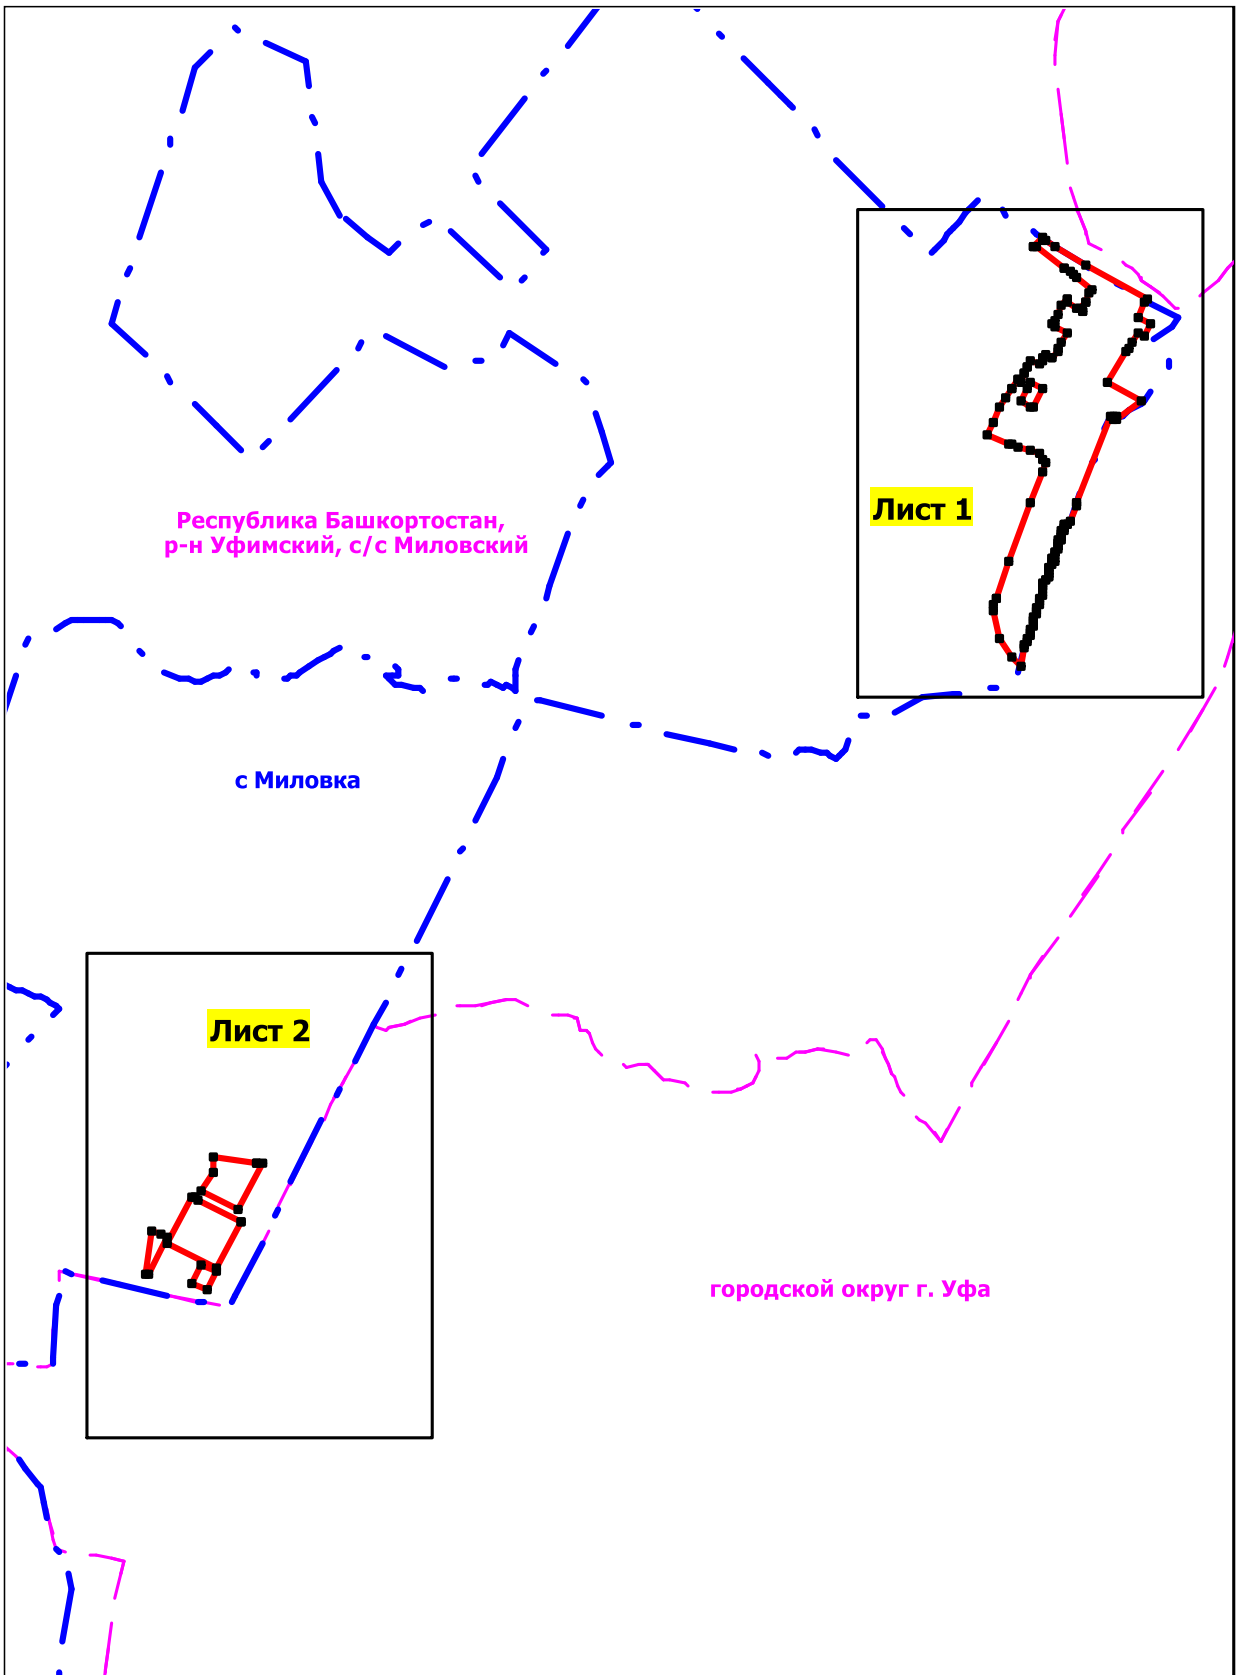 Лист 1
Республика Башкортостан,
р-н Уфимский, с/с Миловский
с Миловка
Лист 2
городской округ г. Уфа